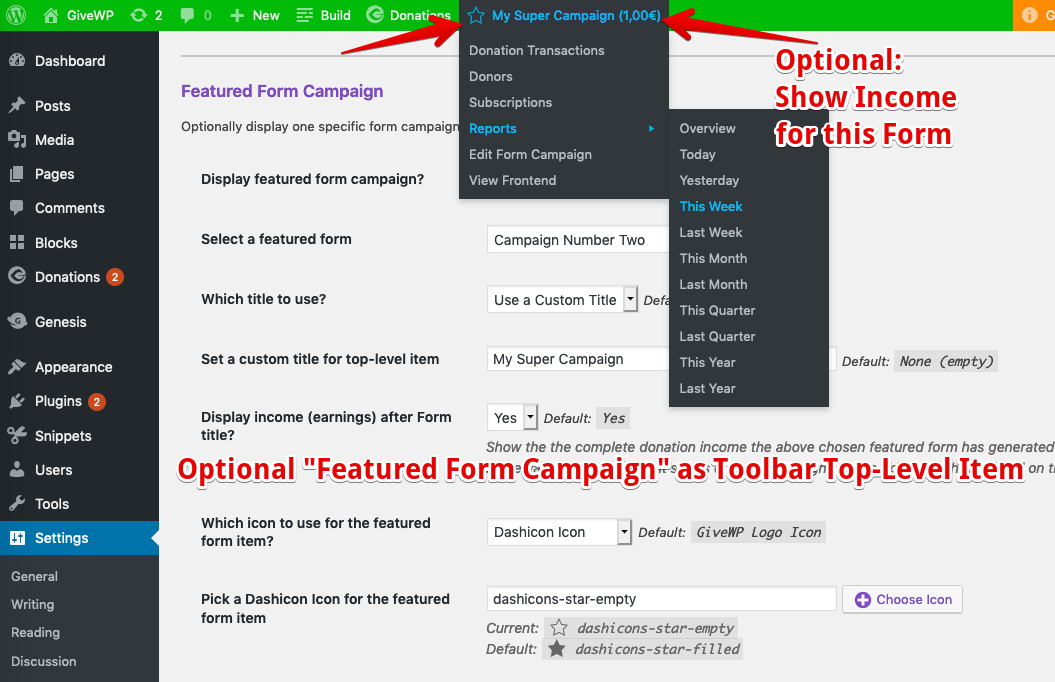 GiveWP 2 0 New Build Donations My Super Campaign (1,00€) G
Dashboard
Posts
Media
Pages
Comments
Blocks
Donations 2
Genesis
Appearance
Plugins 2
Snippets
Users
Tools
Settings
General
Writing
Reading
Discussion
Donation Transactions
Donors
Subscriptions
Reports
Edit Form Campaign
View Frontend
Overview
Today
Yesterday
This Week
Last Week
This Month
Last Month
This Quarter
Last Quarter
This Year
Last Year
Optional:
Show Income
for this Form
Featured Form Campaign
Optionally display one specific form campaign
Display featured form campaign?
Select a featured form Campaign Number Two
Which title to use? Use a Custom Title
Set a custom title for top-level item My Super Campaign Default: None (empty)
Display income (earnings) after Form
title?
Yes Default: Yes
Show the the complete donation income the above chosen featured form has generated
Optional "Featured Form Campaign" as Toolbar Top-Level Item
Which icon to use for the featured
form item?
Dashicon Icon Default: GiveWP Logo Icon
Pick a Dashicon Icon for the featured
form item
dashicons-star-empty Choose Icon
Current: dashicons-star-empty
Default: dashicons-star-filled